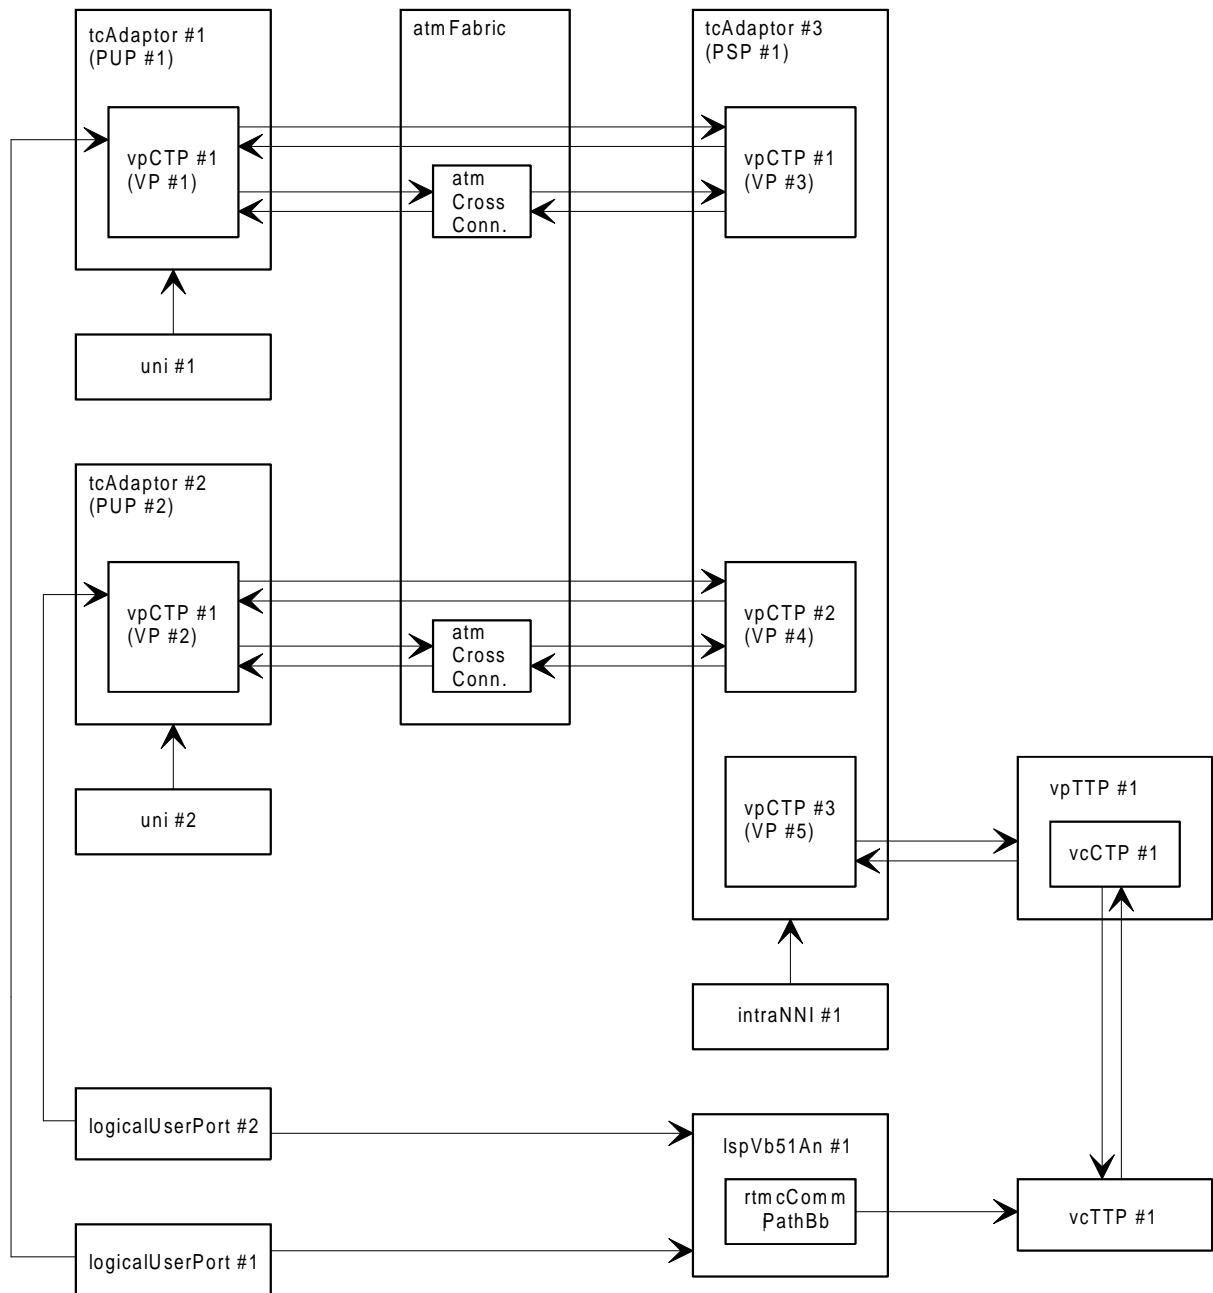 tcAdaptor #1
(PUP #1)
atmFabric
tcAdaptor #3
(PSP #1)
vpCTP #1
(VP #1)
atm
Cross
Conn.
vpCTP #1
(VP #3)
uni #1
tcAdaptor #2
(PUP #2)
vpCTP #1
(VP #2)
atm
Cross
Conn.
vpCTP #2
(VP #4)
uni #2
vpCTP #3
(VP #5)
vpTTP #1
vcCTP #1
intraNNI #1
logicalUserPort #2
lspVb51An #1
rtmcComm
PathBb
vcTTP #1
logicalUserPort #1